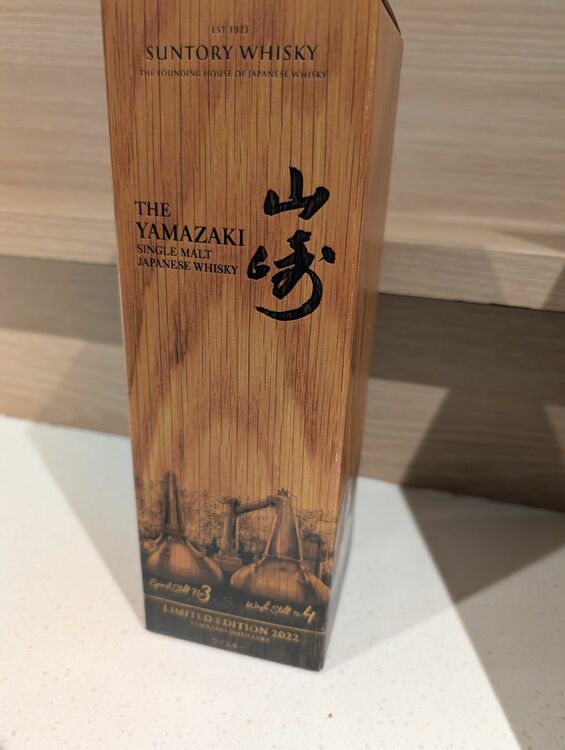 EST 1923
SUNTORY WHISKY
THE FOUNDING HOUSE OF JAPANESE WHISKY
山崎
THE
YAMAZAKI
SINGLE MALT
JAPANESE WHISKY
Spirit Still No3
Wash Still No4
LIMITED EDITION 2022
YAMAZAKI DISTILLERY
ウイスキー